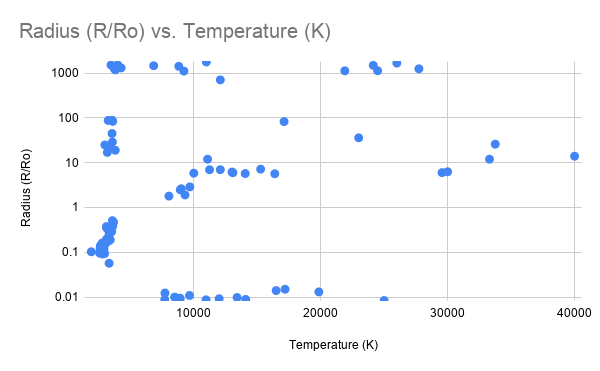 Radius (R/Ro) vs. Temperature (K)
1000
100
10
1
0.1
0.01
Radius (R/Ro)
10000 20000 30000 40000
Temperature (K)